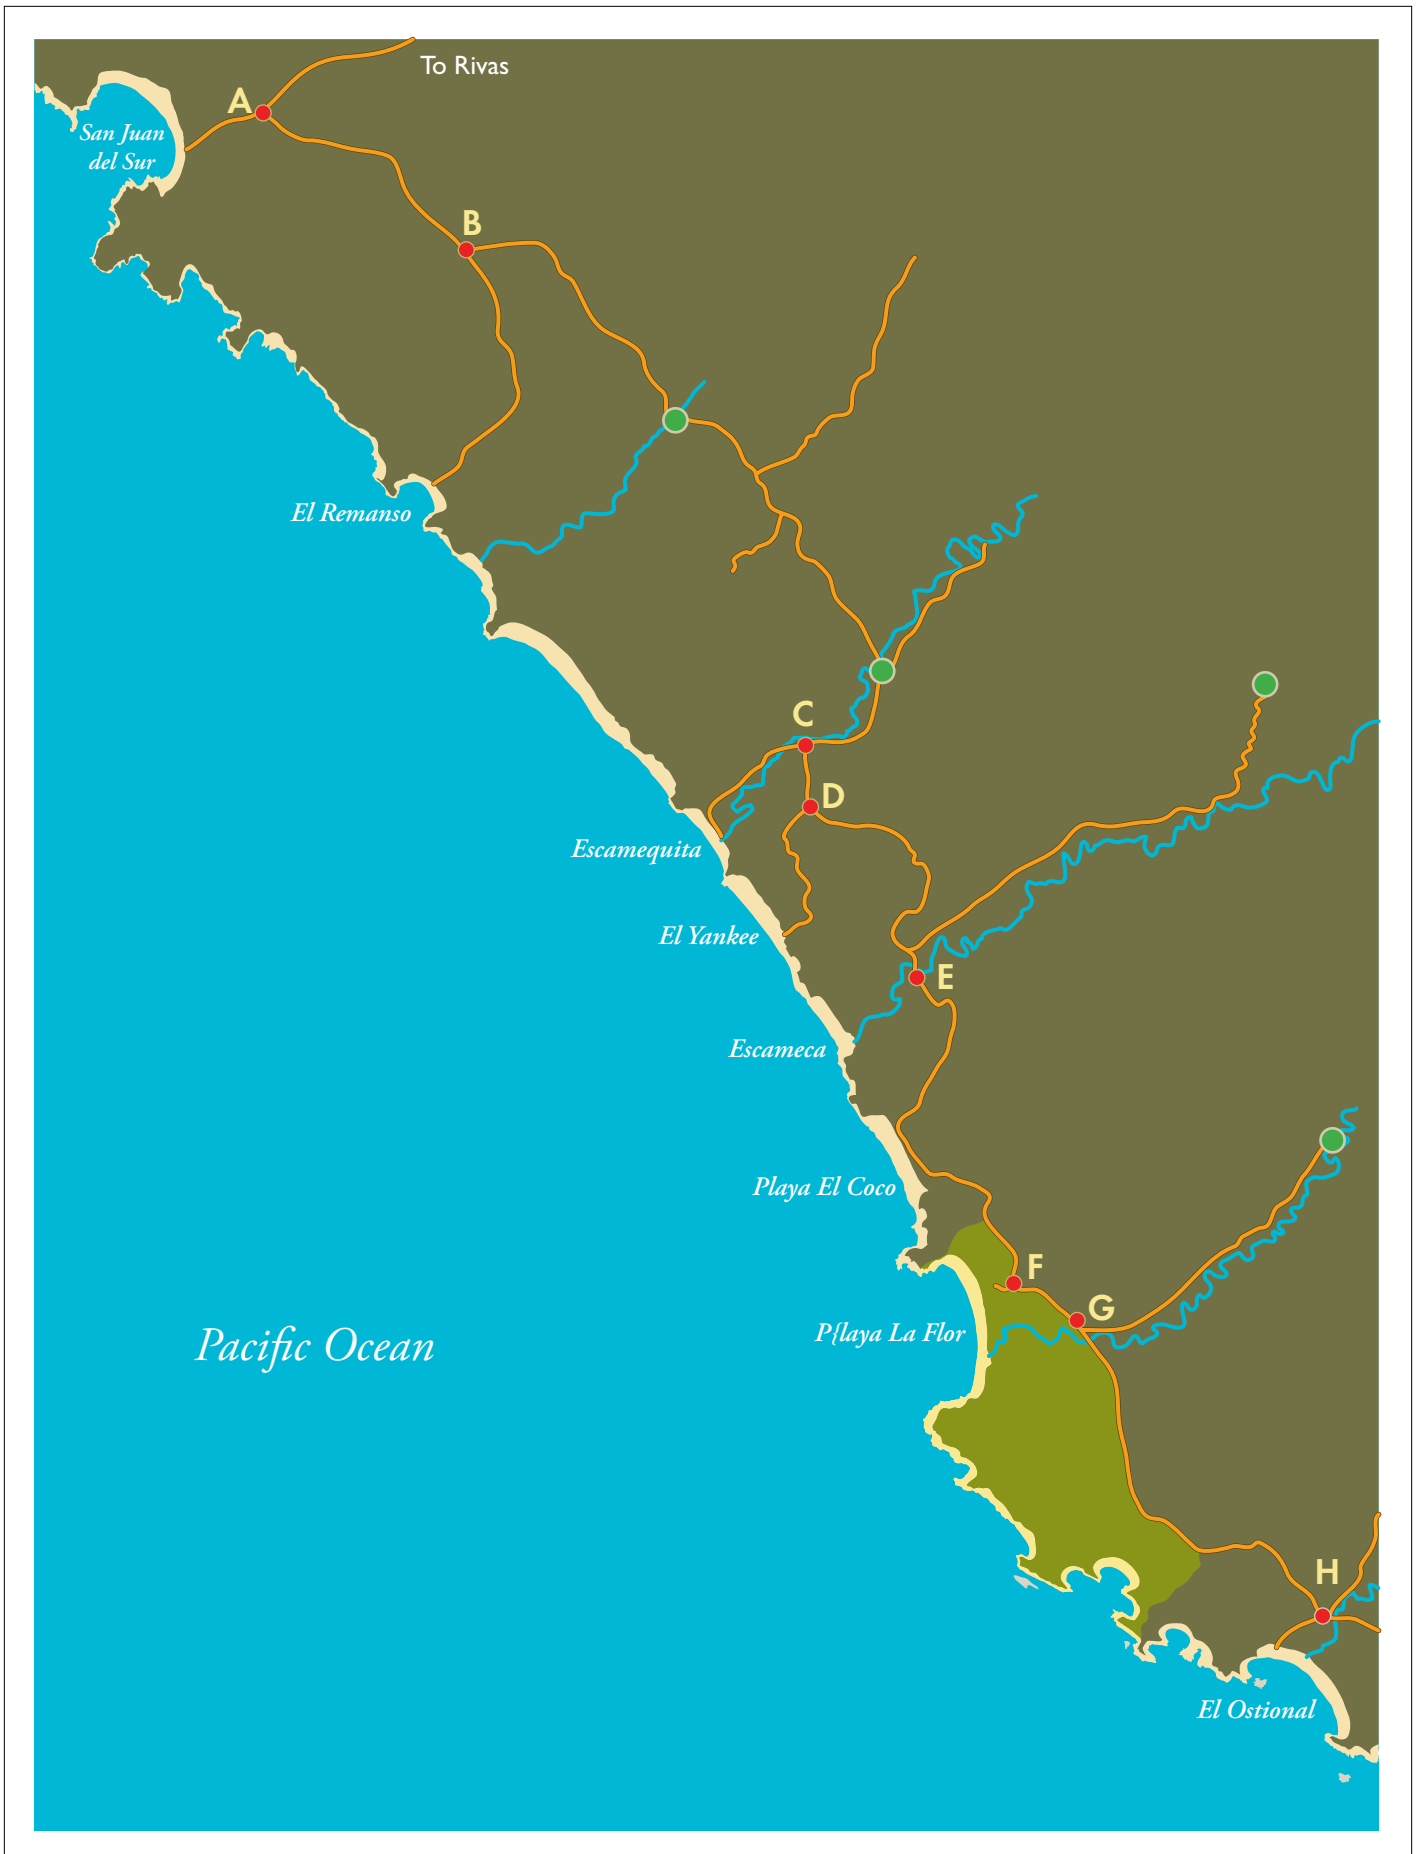 To Rivas
A
San Juan
del Sur
B
El Remanso
C
D
Escamequita
El Yankee
E
Escameca
Playa El Coco
F
G
P{laya La Flor
Pacific Ocean
H
El Ostional